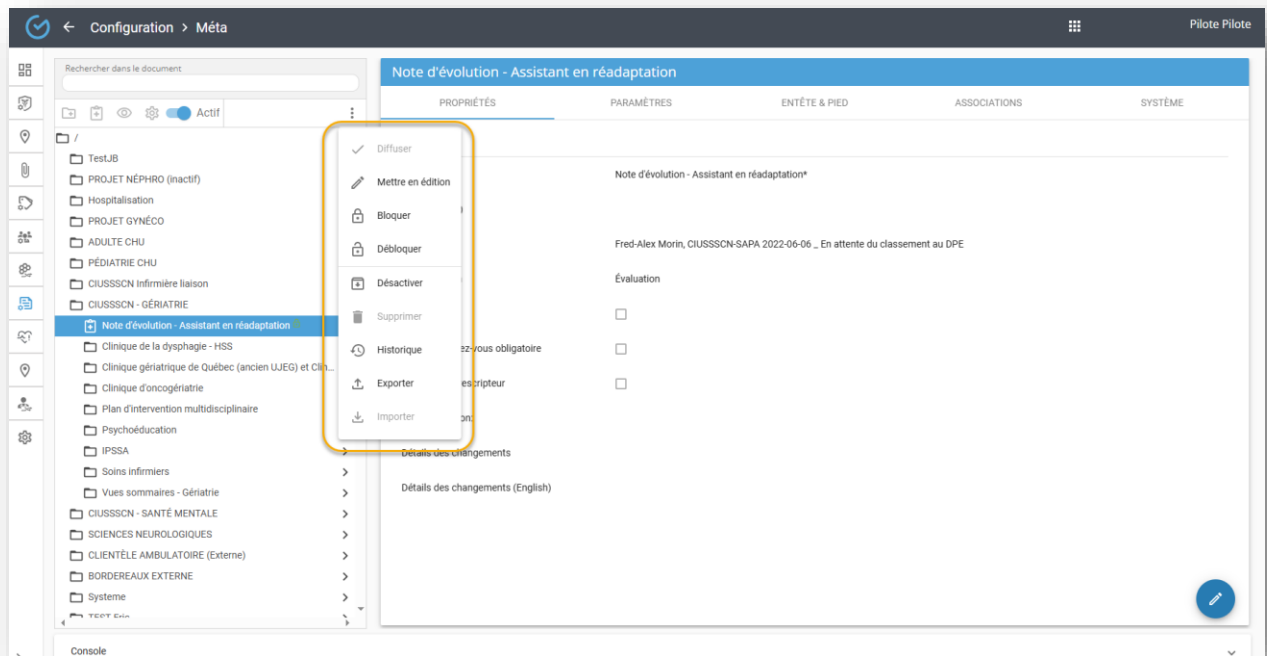 Configuration > Méta
Pilote Pilote
Rechercher dans le document
Actif
/
TestJB
PROJET NÉPHRO (inactif)
Hospitalisation
PROJET GYNÉCO
ADULTE CHU
PÉDIATRIE CHU
CIUSSSCN Infirmière liaison
CIUSSSCN - GÉRIATRIE
Note d'évolution - Assistant en réadaptation
Clinique de la dysphagie - HSS
Clinique gériatrique de Québec (ancien UJEG) et Clin...
Clinique d'oncogériatrie
Plan d'intervention multidisciplinaire
Psychoéducation
IPSSA
Soins infirmiers
Vues sommaires - Gériatrie
CIUSSSCN - SANTÉ MENTALE
SCIENCES NEUROLOGIQUES
CLIENTÈLE AMBULATOIRE (Externe)
BORDEREAUX EXTERNE
Systeme
TEST Eric
Diffuser
Mettre en édition
Bloquer
Débloquer
Désactiver
Supprimer
Historique
Exporter
Importer
Note d'évolution - Assistant en réadaptation
PROPRIÉTÉS PARAMÈTRES ENTÊTE & PIED ASSOCIATIONS SYSTÈME
Note d'évolution - Assistant en réadaptation*
Fred-Alex Morin, CIUSSSCN-SAPA 2022-06-06 _ En attente du classement au DPE
Évaluation
ez-vous obligatoire
escripteur
on:
Détails des changements
Détails des changements (English)
Console